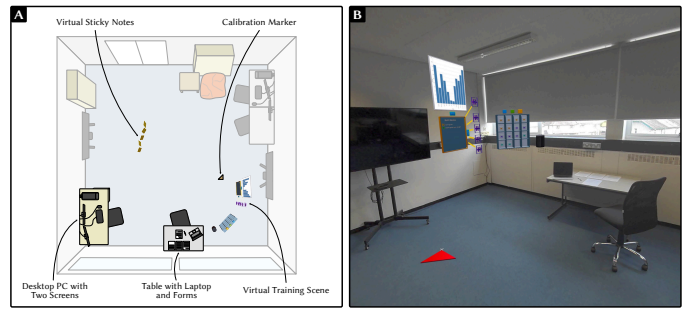 A
Virtual Sticky Notes
Calibration Marker
Desktop PC with
Two Screens
Table with Laptop
and Forms
Virtual Training Scene
B